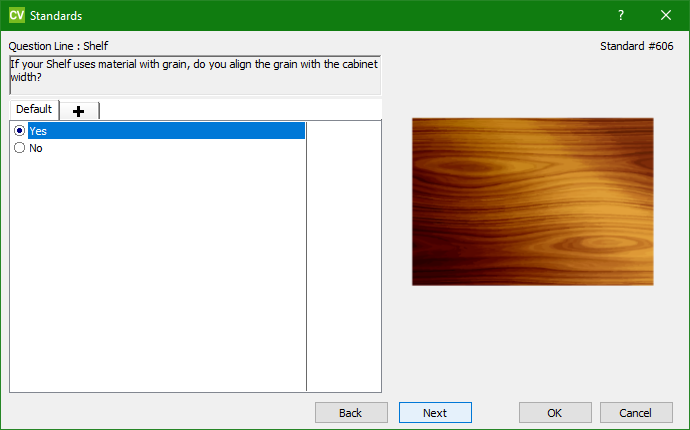 CV Standards ?
Question Line : Shelf Standard #606
If your Shelf uses material with grain, do you align the grain with the cabinet
width?
Default
Yes
No
Back Next OK Cancel